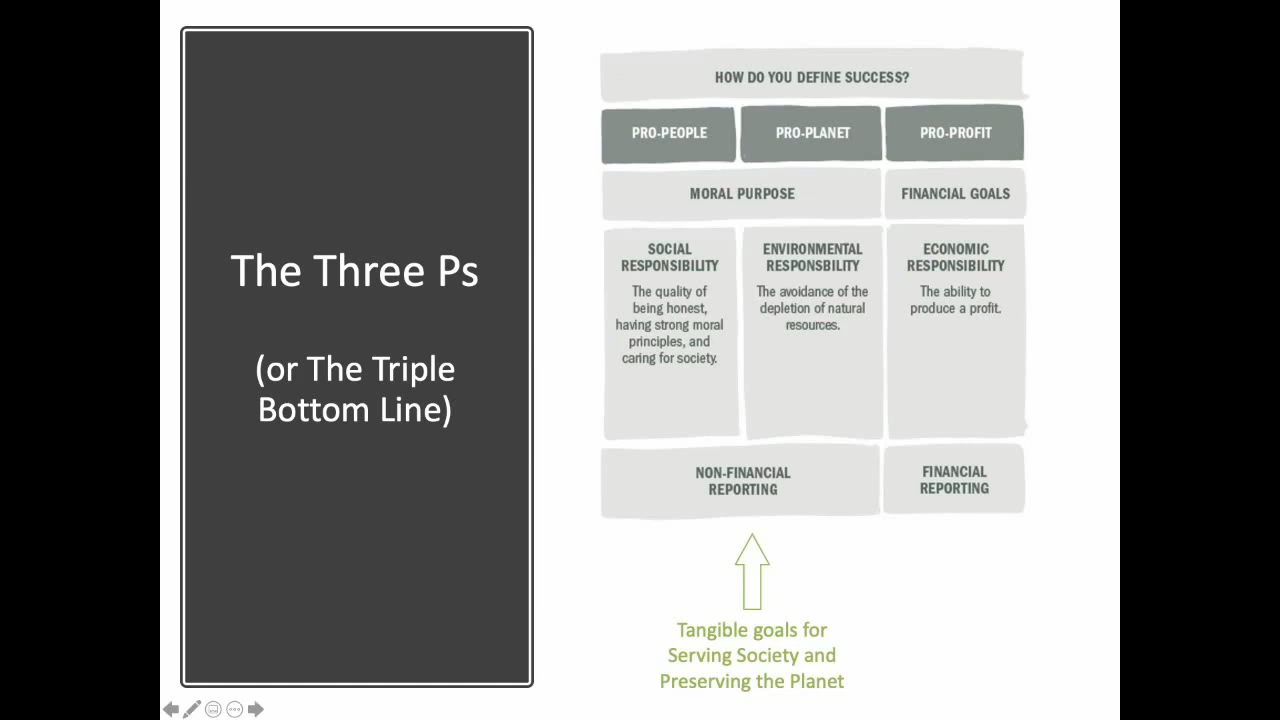 The Three Ps
(or The Triple
Bottom Line)
HOW DO YOU DEFINE SUCCESS?
PRO-PEOPLE
PRO-PLANET
PRO-PROFIT
MORAL PURPOSE
FINANCIAL GOALS
SOCIAL
RESPONSIBILITY
The quality of
being honest,
having strong moral
principles, and
caring for society.
ENVIRONMENTAL
RESPONSBILITY
The avoidance of the
depletion of natural
resources.
ECONOMIC
RESPONSIBILITY
The ability to
produce a profit.
NON-FINANCIAL
REPORTING
FINANCIAL
REPORTING
Tangible goals for
Serving Society and
Preserving the Planet